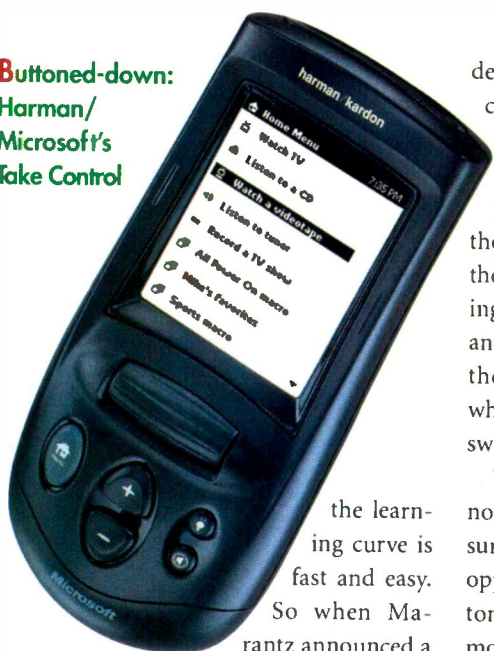 Buttoned-down:
Harman/
Microsoft's
Take Control
harman/kardon
Home Menu 7:35 PM
Watch TV
Listen to a CD
Watch a videotape
Listen to tuner
Record a TV show
All Power On macro
Mike's Favorites
Sports macro
Microsoft
the learn-
ing curve is
fast and easy.
So when Ma-
rantz announced a
de
c
the
the
ing
an
the
wh
sw
no
sur
opp
ton
mo